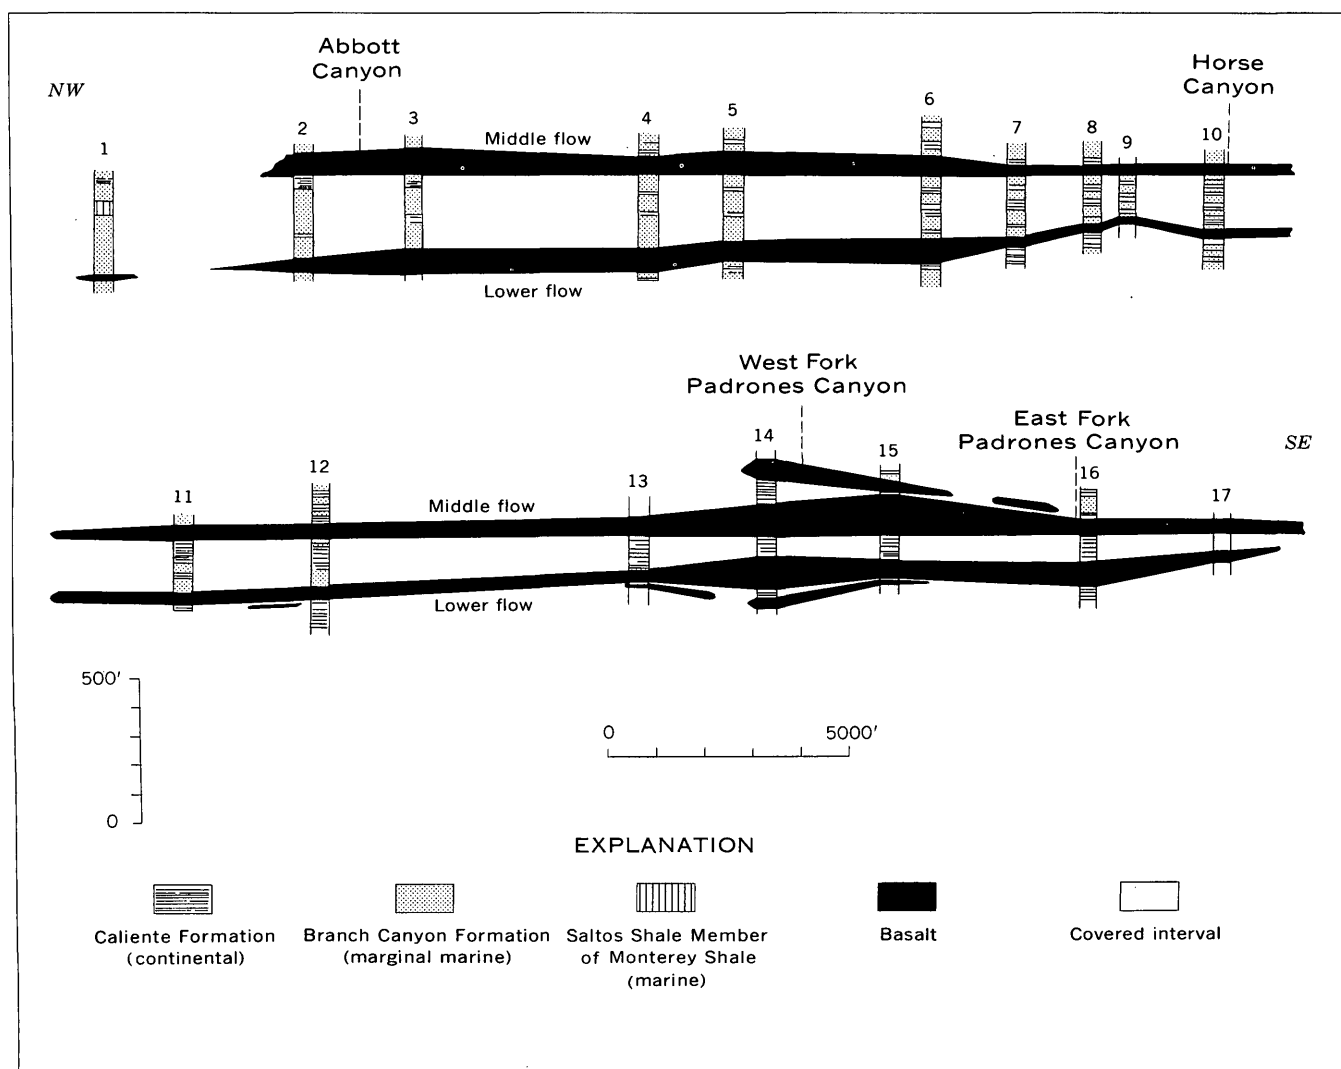 Abbott
Canyon
NW
Horse
Canyon
1
2
3
4
5
6
7
8
9
10
Middle flow
Lower flow
West Fork
Padrones Canyon
East Fork
Padrones Canyon
SE
11
12
13
14
15
16
17
Middle flow
Lower flow
500'
0
0
5000'
EXPLANATION
Caliente Formation
(continental)
Branch Canyon Formation
(marginal marine)
Saltos Shale Member
of Monterey Shale
(marine)
Basalt
Covered interval